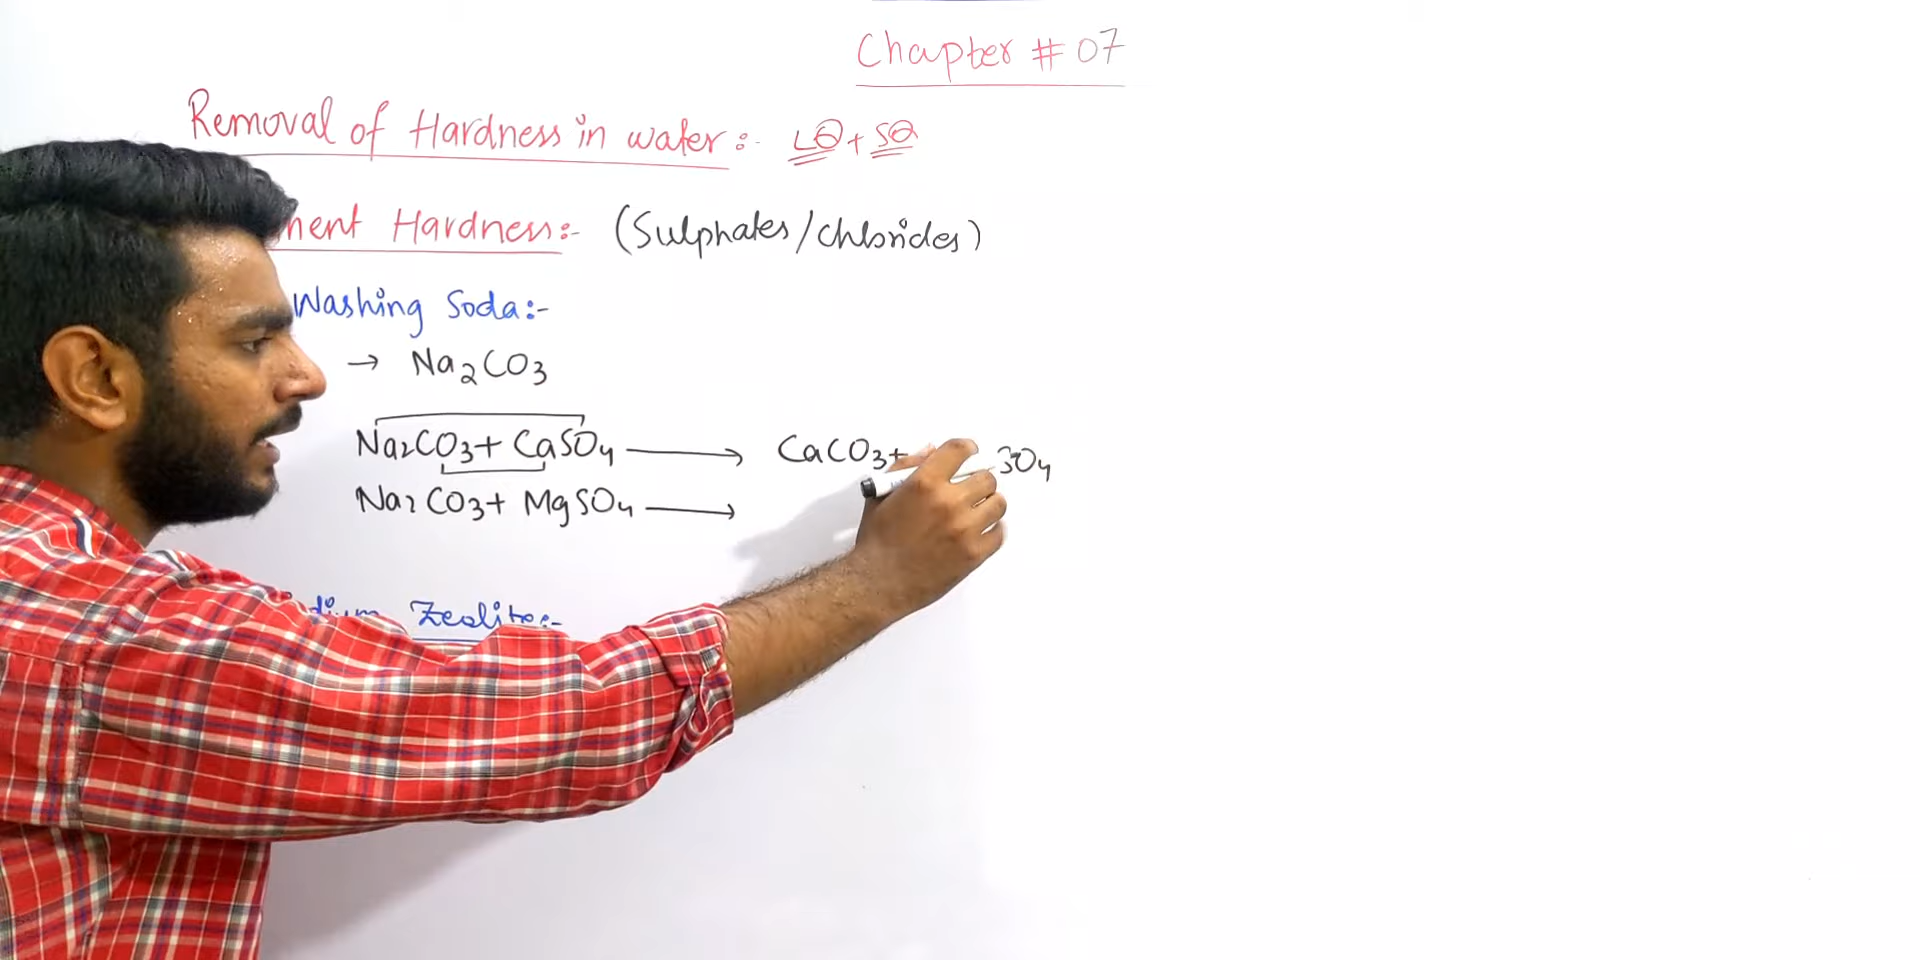 Chapter # 07
Removal of Hardness in water:- LQ + SQ
nent Hardness:- (Sulphates/chlorides)
Washing Soda:-
→ Na2CO3
Na2CO3 + CaSO4 ⟶ CaCO3 + SO4
Na2CO3 + MgSO4 ⟶
dium Zeolite:-